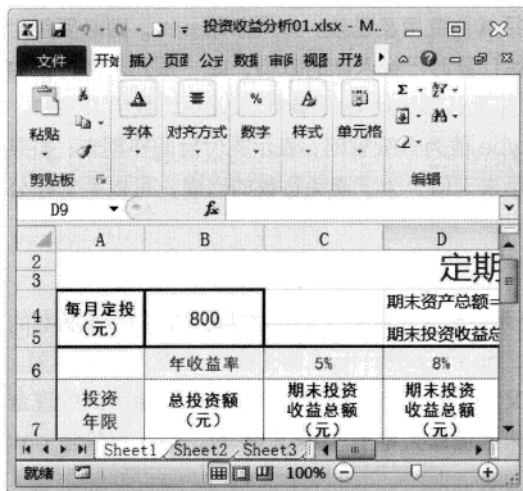 投资收益分析01.xlsx - M..
文件 开始 插入 页面 公式 数据 审阅 视图 开发
粘贴 字体 对齐方式 数字 样式 单元格
剪贴板 编辑
D9 fx
A B C D
2 定期
3
4 每月定投（元） 800 期末资产总额=
5 期末投资收益总
6 年收益率 5% 8%
7 投资年限 总投资额（元） 期末投资收益总额（元） 期末投资收益总额（元）
Sheet1 Sheet2 Sheet3
就绪 100%